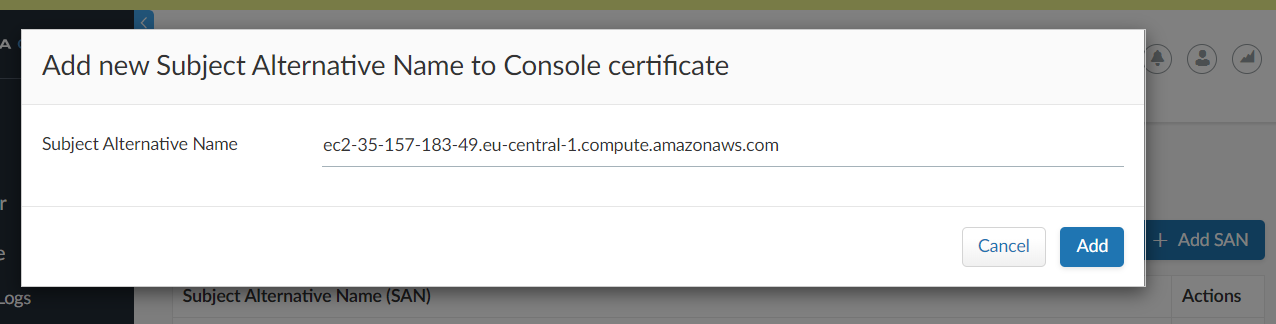 A
Add new Subject Alternative Name to Console certificate
Subject Alternative Name ec2-35-157-183-49.eu-central-1.compute.amazonaws.com
r
Cancel Add
+ Add SAN
e
Logs
Subject Alternative Name (SAN) Actions